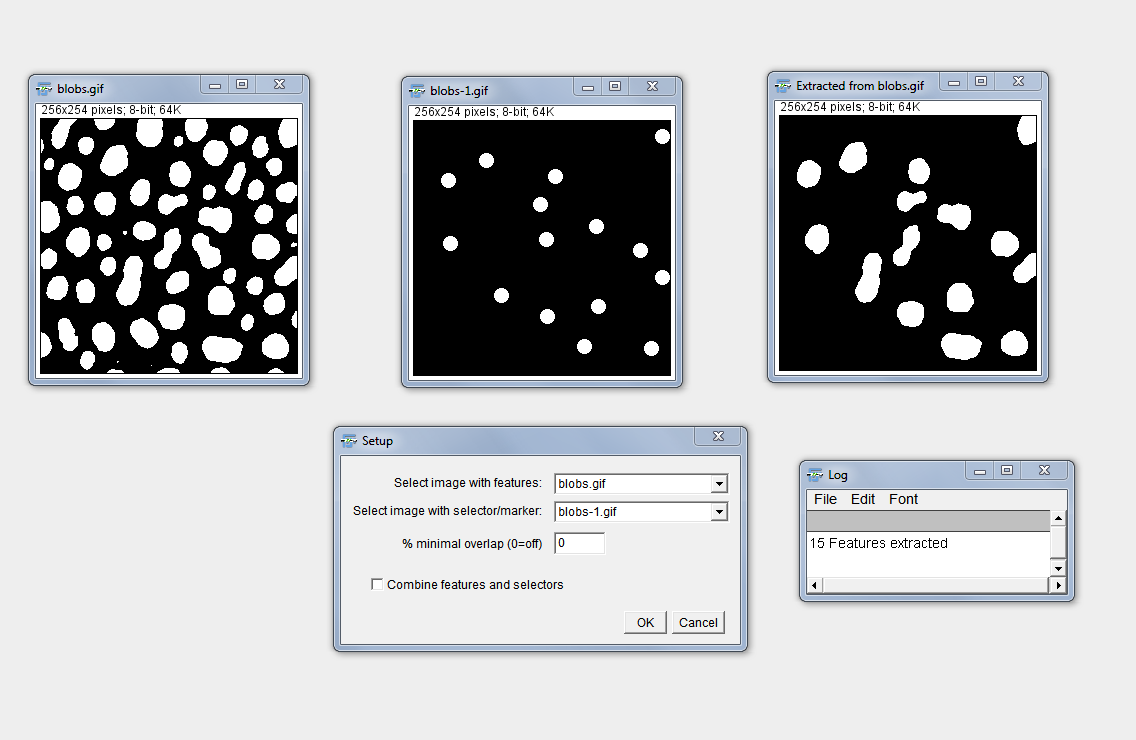 blobs.gif
256x254 pixels; 8-bit; 64K
blobs-1.gif
256x254 pixels; 8-bit; 64K
Extracted from blobs.gif
256x254 pixels; 8-bit; 64K
Setup
Select image with features: blobs.gif
Select image with selector/marker: blobs-1.gif
% minimal overlap (0=off) 0
Combine features and selectors
OK Cancel
Log
File Edit Font
15 Features extracted